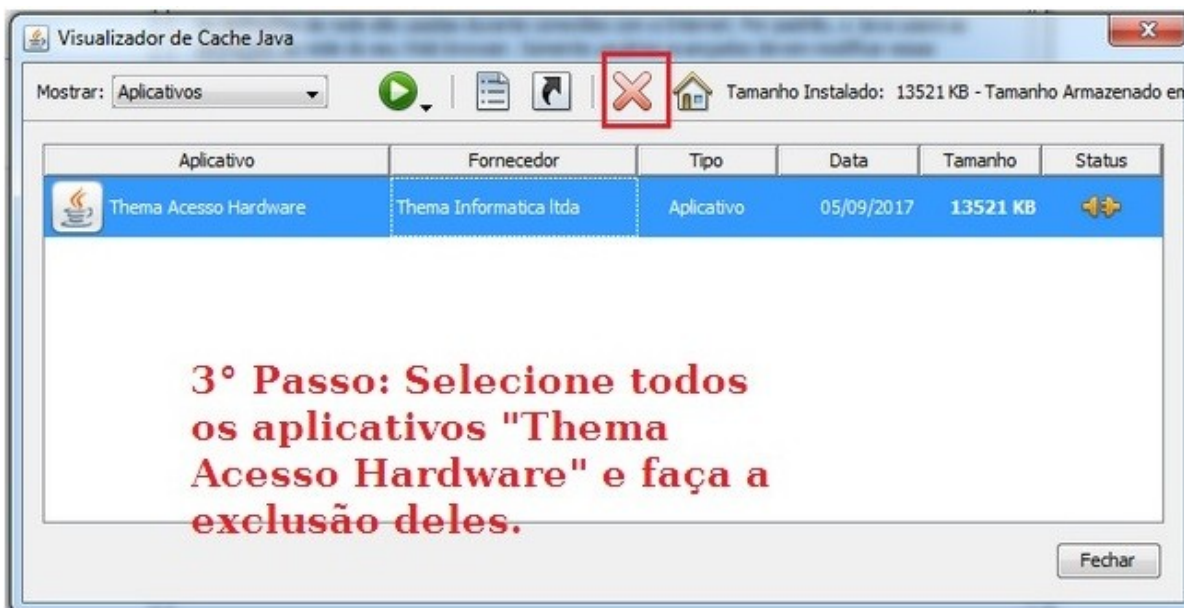 Visualizador de Cache Java
Mostrar: Aplicativos Tamanho Instalado: 13521 KB - Tamanho Armazenado em
Aplicativo Fornecedor Tipo Data Tamanho Status
Thema Acesso Hardware Thema Informatica ltda Aplicativo 05/09/2017 13521 KB
3° Passo: Selecione todos
os aplicativos "Thema
Acesso Hardware" e faça a
exclusão deles.
Fechar